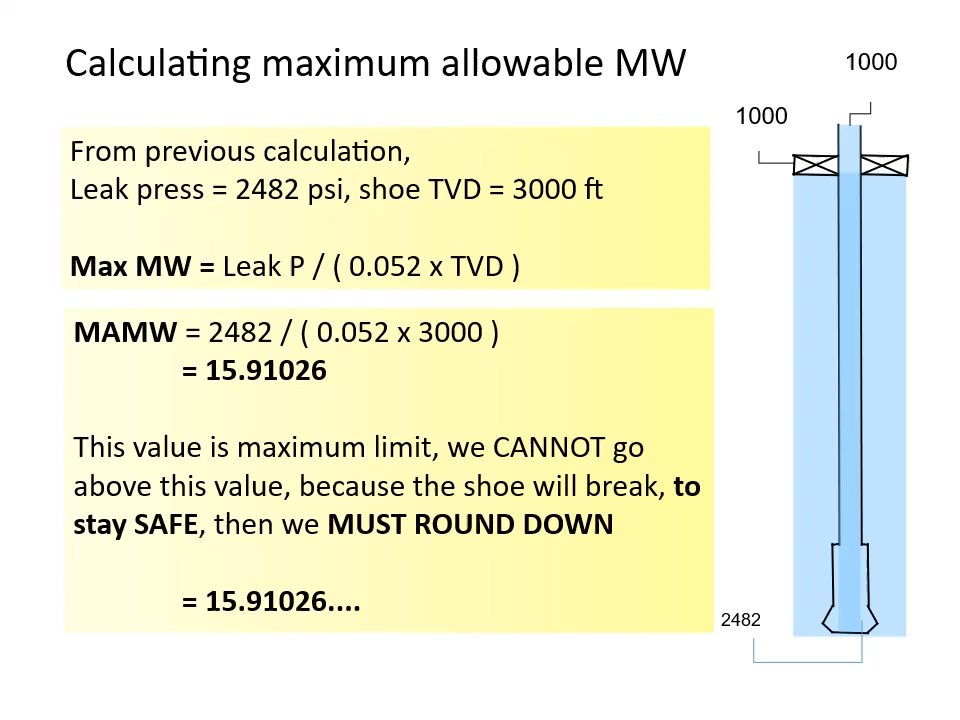 Calculating maximum allowable MW
1000
1000
From previous calculation,
Leak press = 2482 psi, shoe TVD = 3000 ft
Max MW = Leak P / ( 0.052 x TVD )
MAMW = 2482 / ( 0.052 x 3000 )
= 15.91026
This value is maximum limit, we CANNOT go
above this value, because the shoe will break, to
stay SAFE, then we MUST ROUND DOWN
= 15.91026....
2482